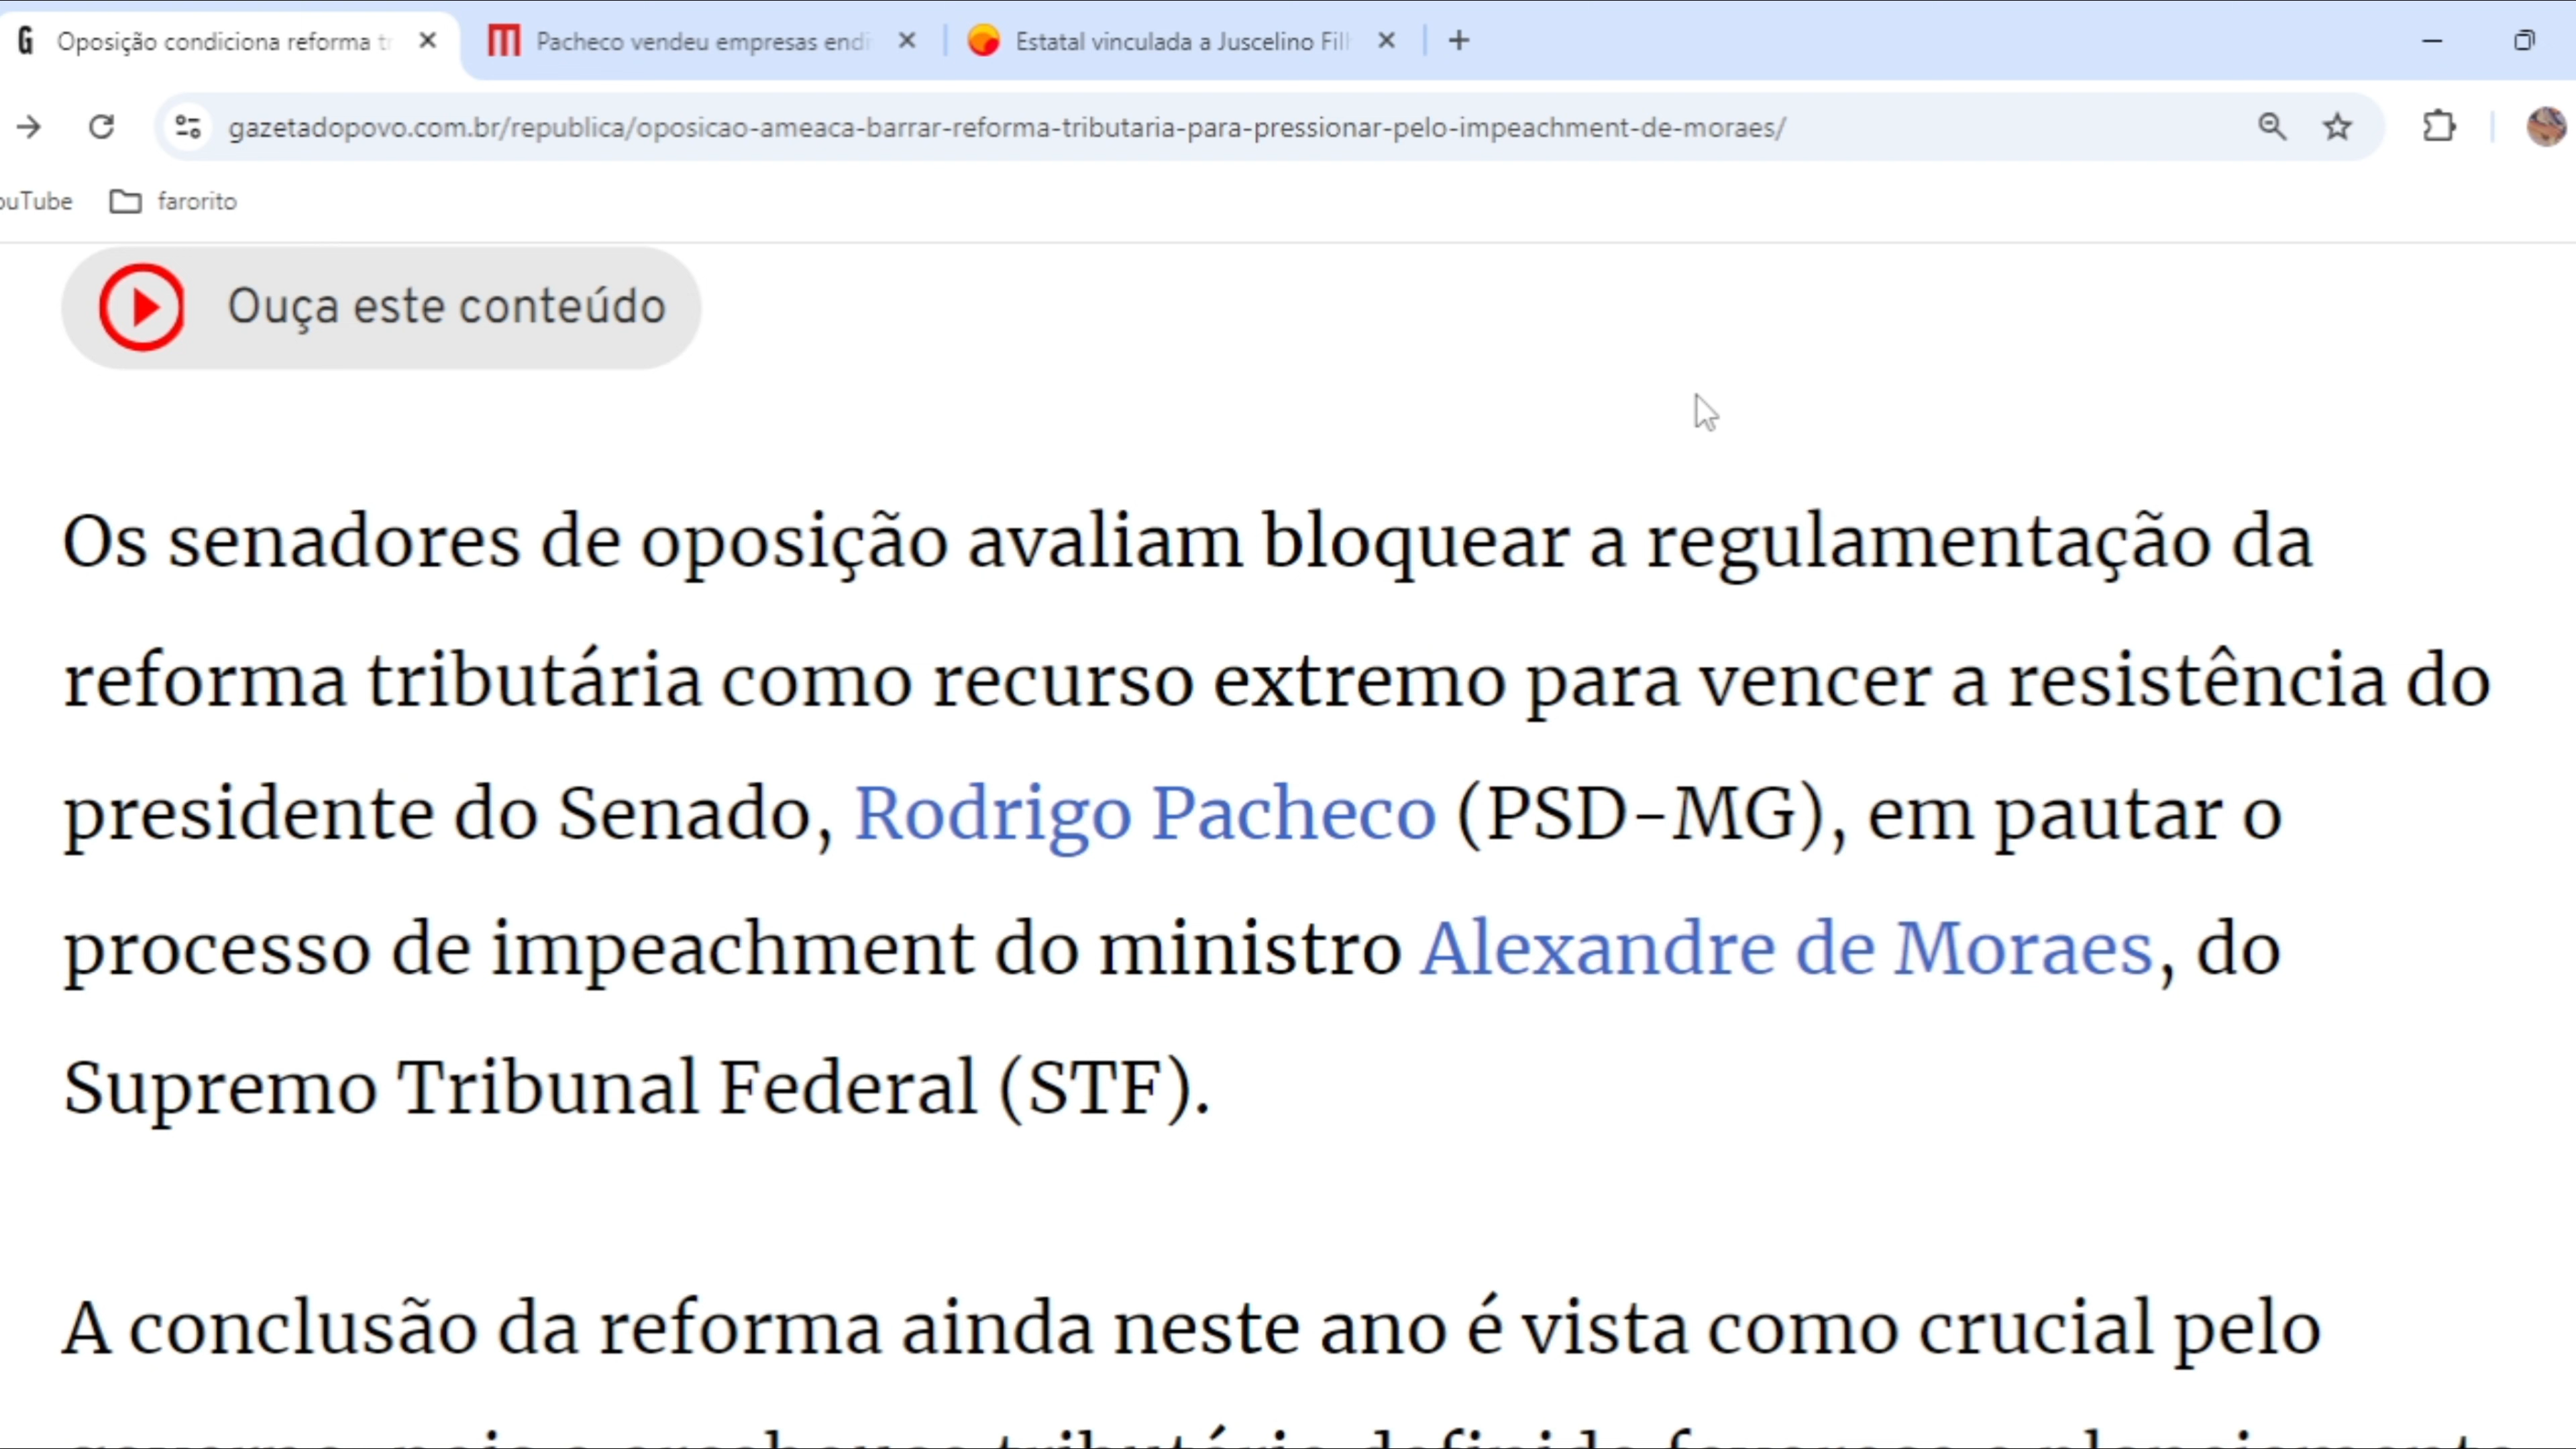 G Oposição condiciona reforma tr
Pacheco vendeu empresas endi
Estatal vinculada a Juscelino Fil
gazetadopovo.com.br/republica/oposicao-ameaca-barrar-reforma-tributaria-para-pressionar-pelo-impeachment-de-moraes/
ouTube farorito
Ouça este conteúdo
Os senadores de oposição avaliam bloquear a regulamentação da
reforma tributária como recurso extremo para vencer a resistência do
presidente do Senado, Rodrigo Pacheco (PSD-MG), em pautar o
processo de impeachment do ministro Alexandre de Moraes, do
Supremo Tribunal Federal (STF).
A conclusão da reforma ainda neste ano é vista como crucial pelo